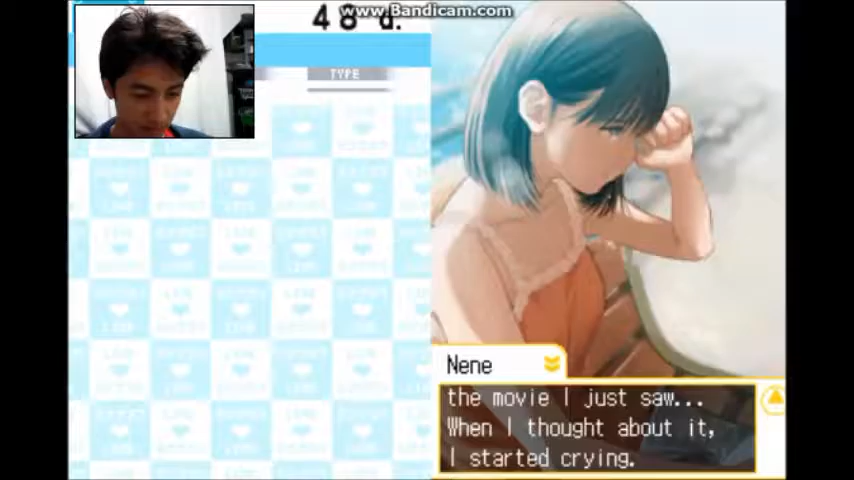 www.Bandicam.com
48 d.
TYPE
Nene
the movie I just saw...
When I thought about it,
I started crying.